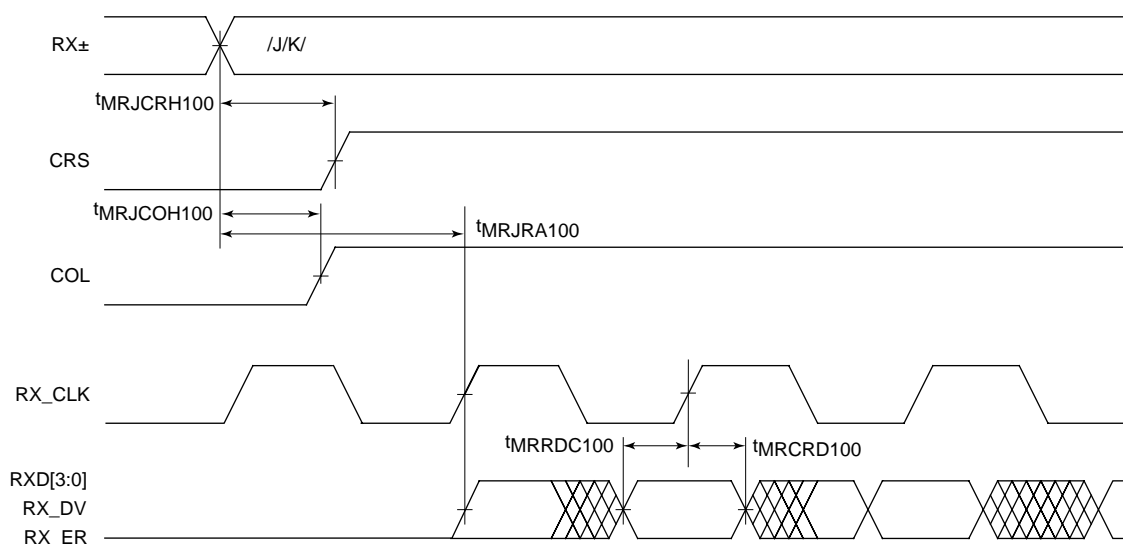 RX±
/J/K/
tMRJCRH100
CRS
tMRJCOH100
tMRJRA100
COL
RX_CLK
tMRRDC100
tMRCRD100
RXD[3:0]
RX_DV
RX_ER